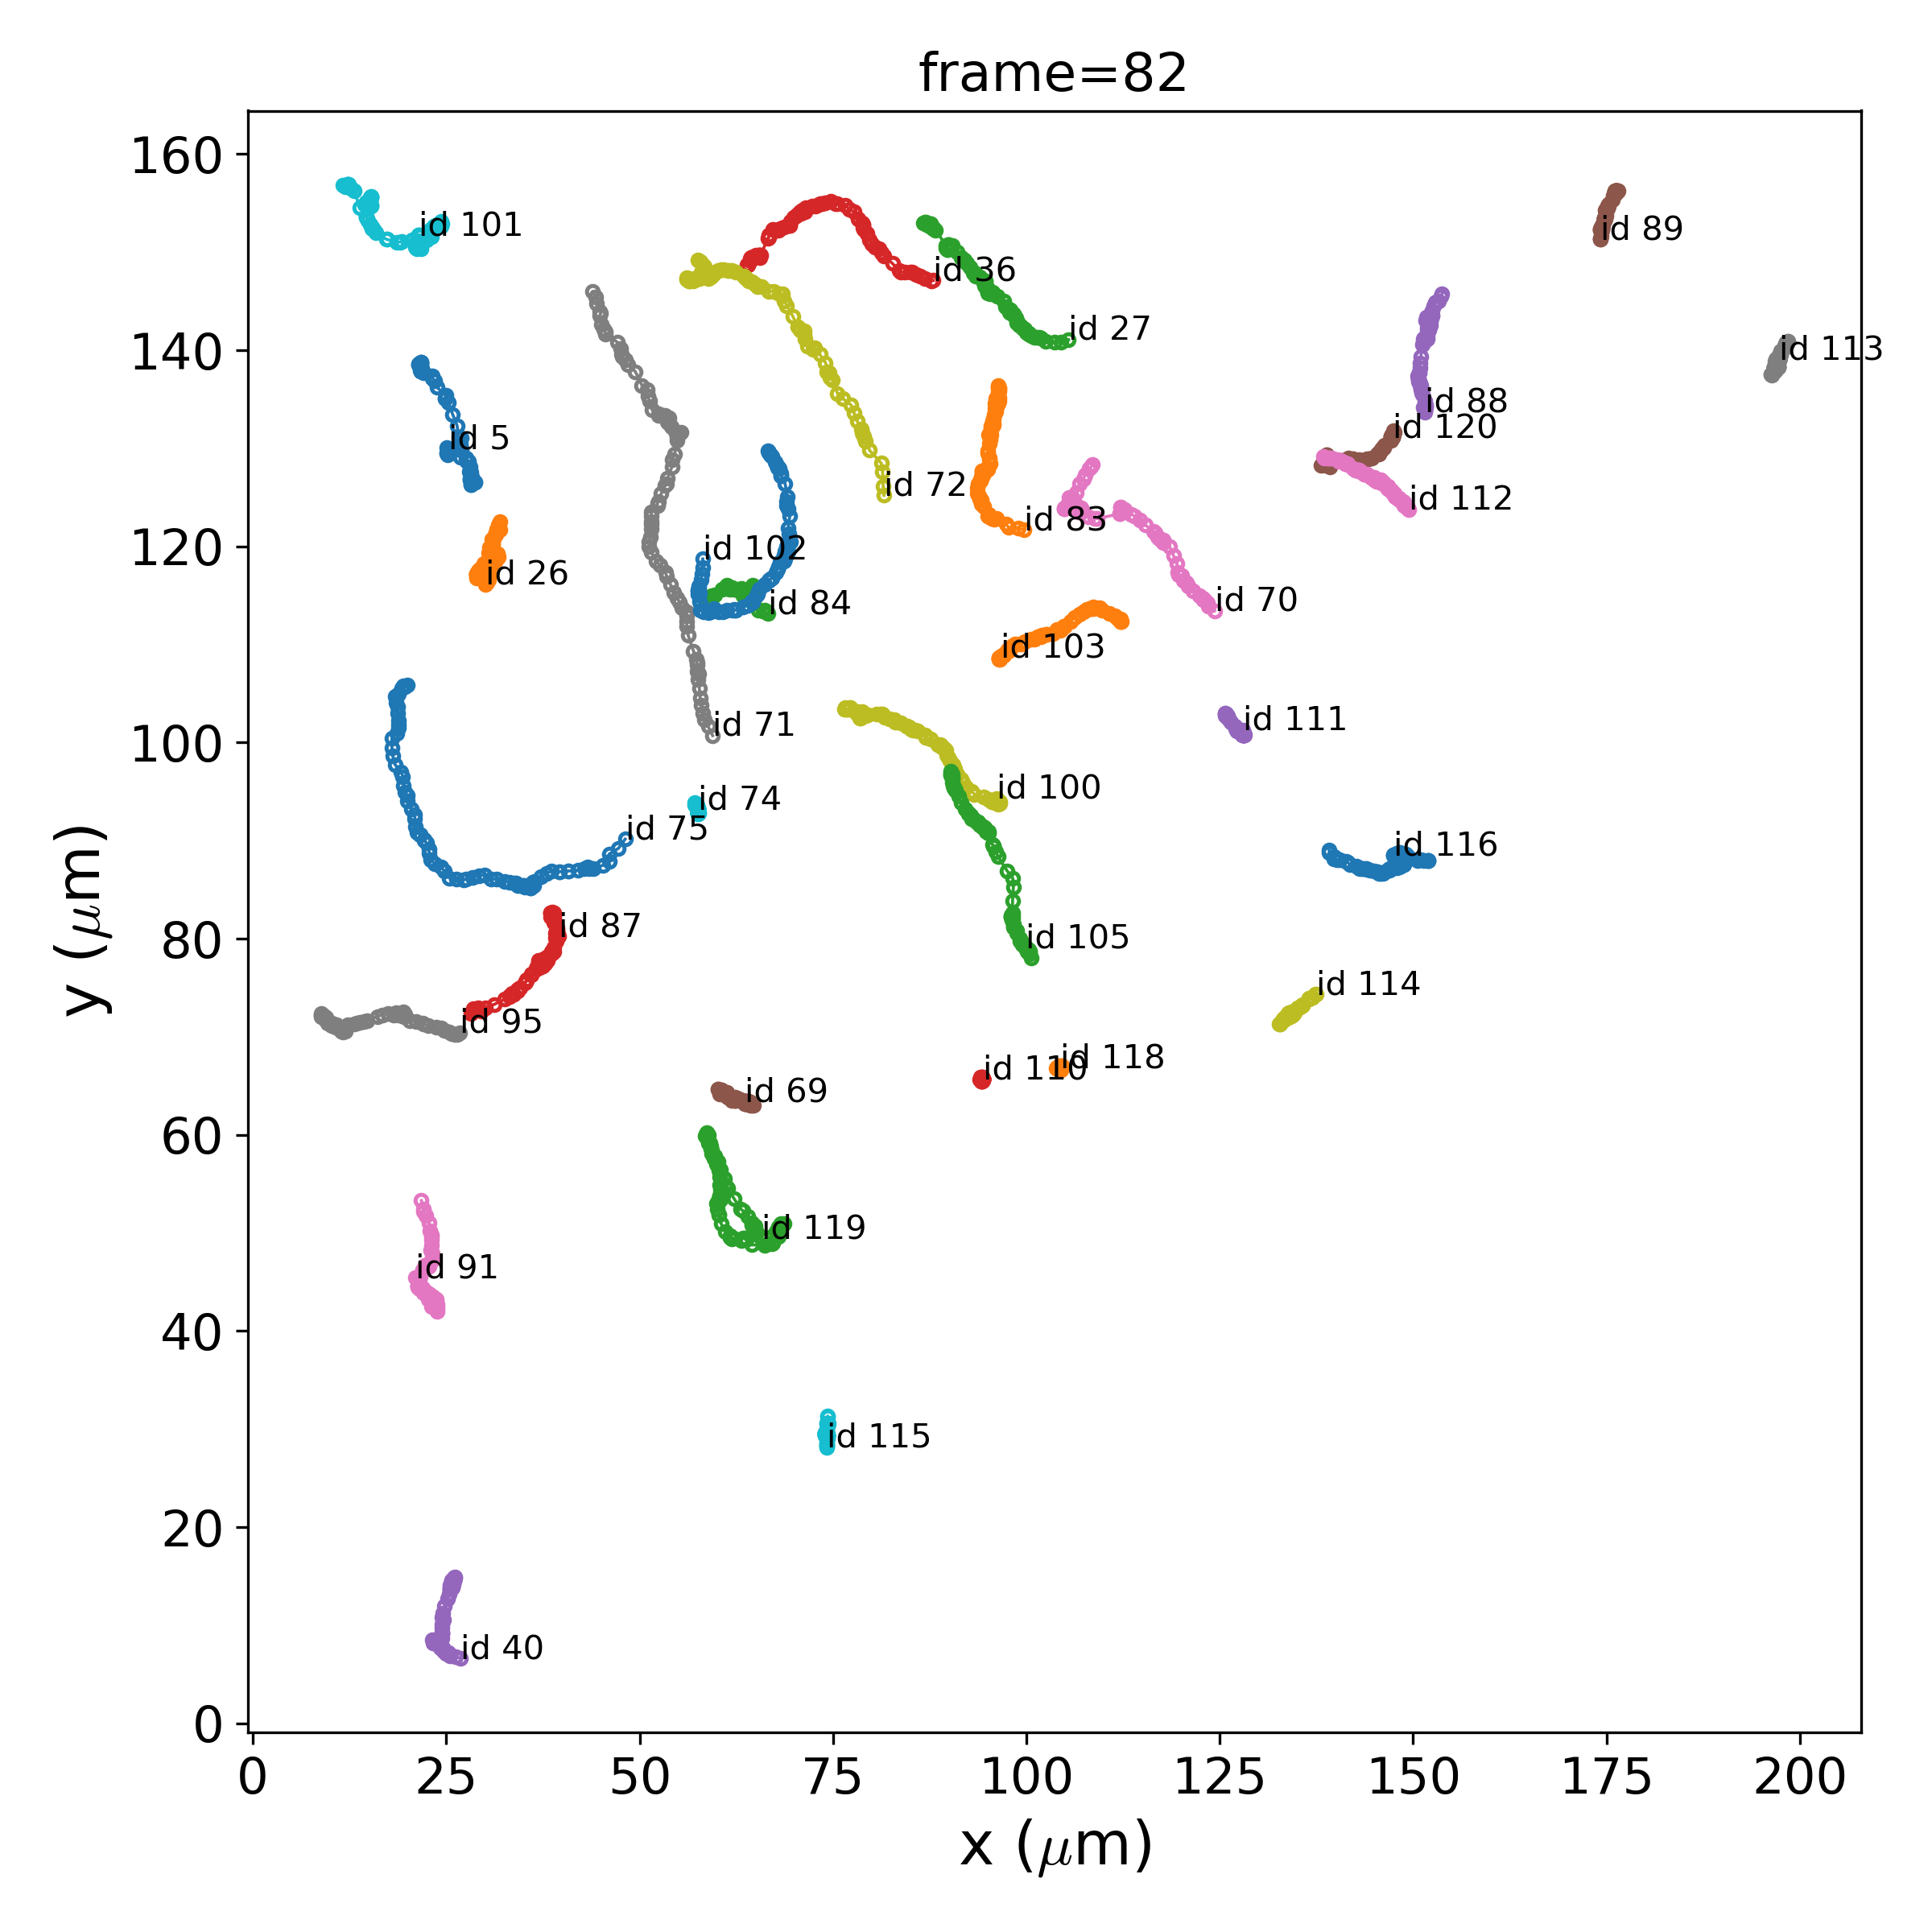 frame=82
160
140
120
100
80
60
40
20
0
y (μm)
id 101
id 36
id 27
id 89
id 113
id 88
id 120
id 5
id 72
id 112
id 83
id 26
id 102
id 84
id 70
id 103
id 71
id 111
id 74
id 75
id 100
id 116
id 87
id 105
id 114
id 95
id 110
id 118
id 69
id 119
id 91
id 115
id 40
0
25
50
75
100
125
150
175
200
x (μm)